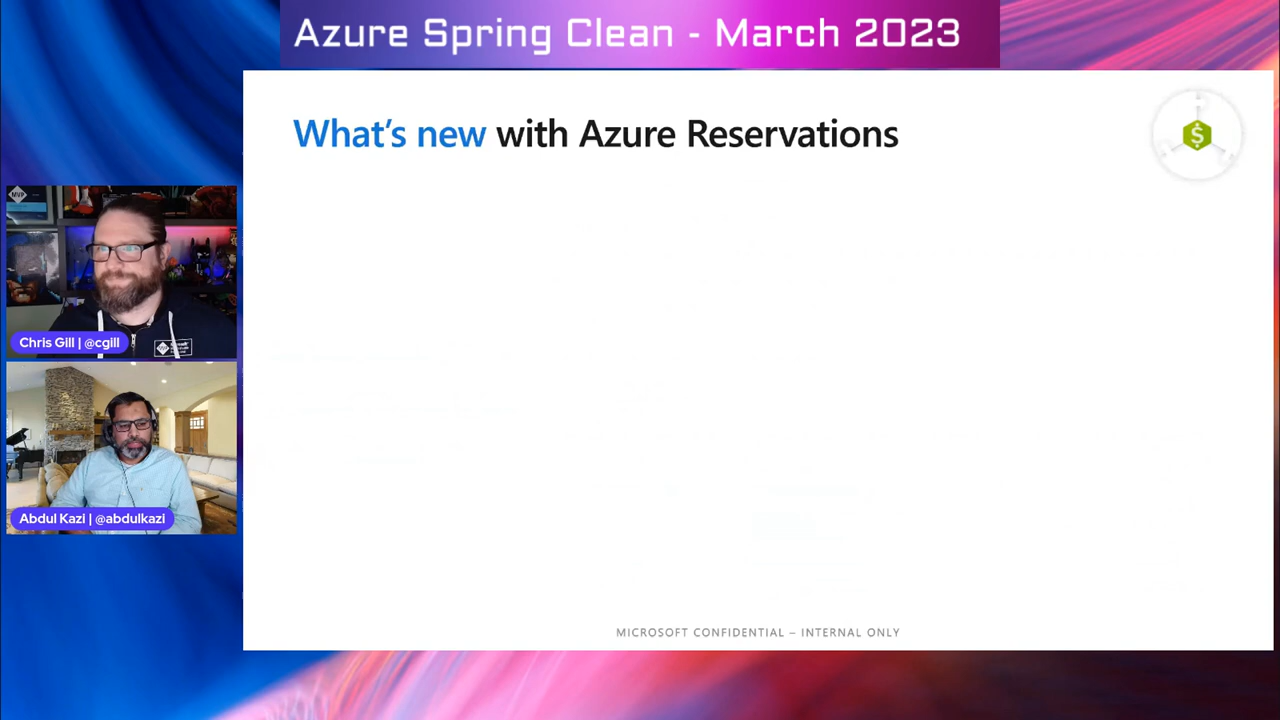 Azure Spring Clean - March 2023
What's new with Azure Reservations
$
MVP
Chris Gill | @cgill
Abdul Kazi | @abdulkazi
MICROSOFT CONFIDENTIAL – INTERNAL ONLY